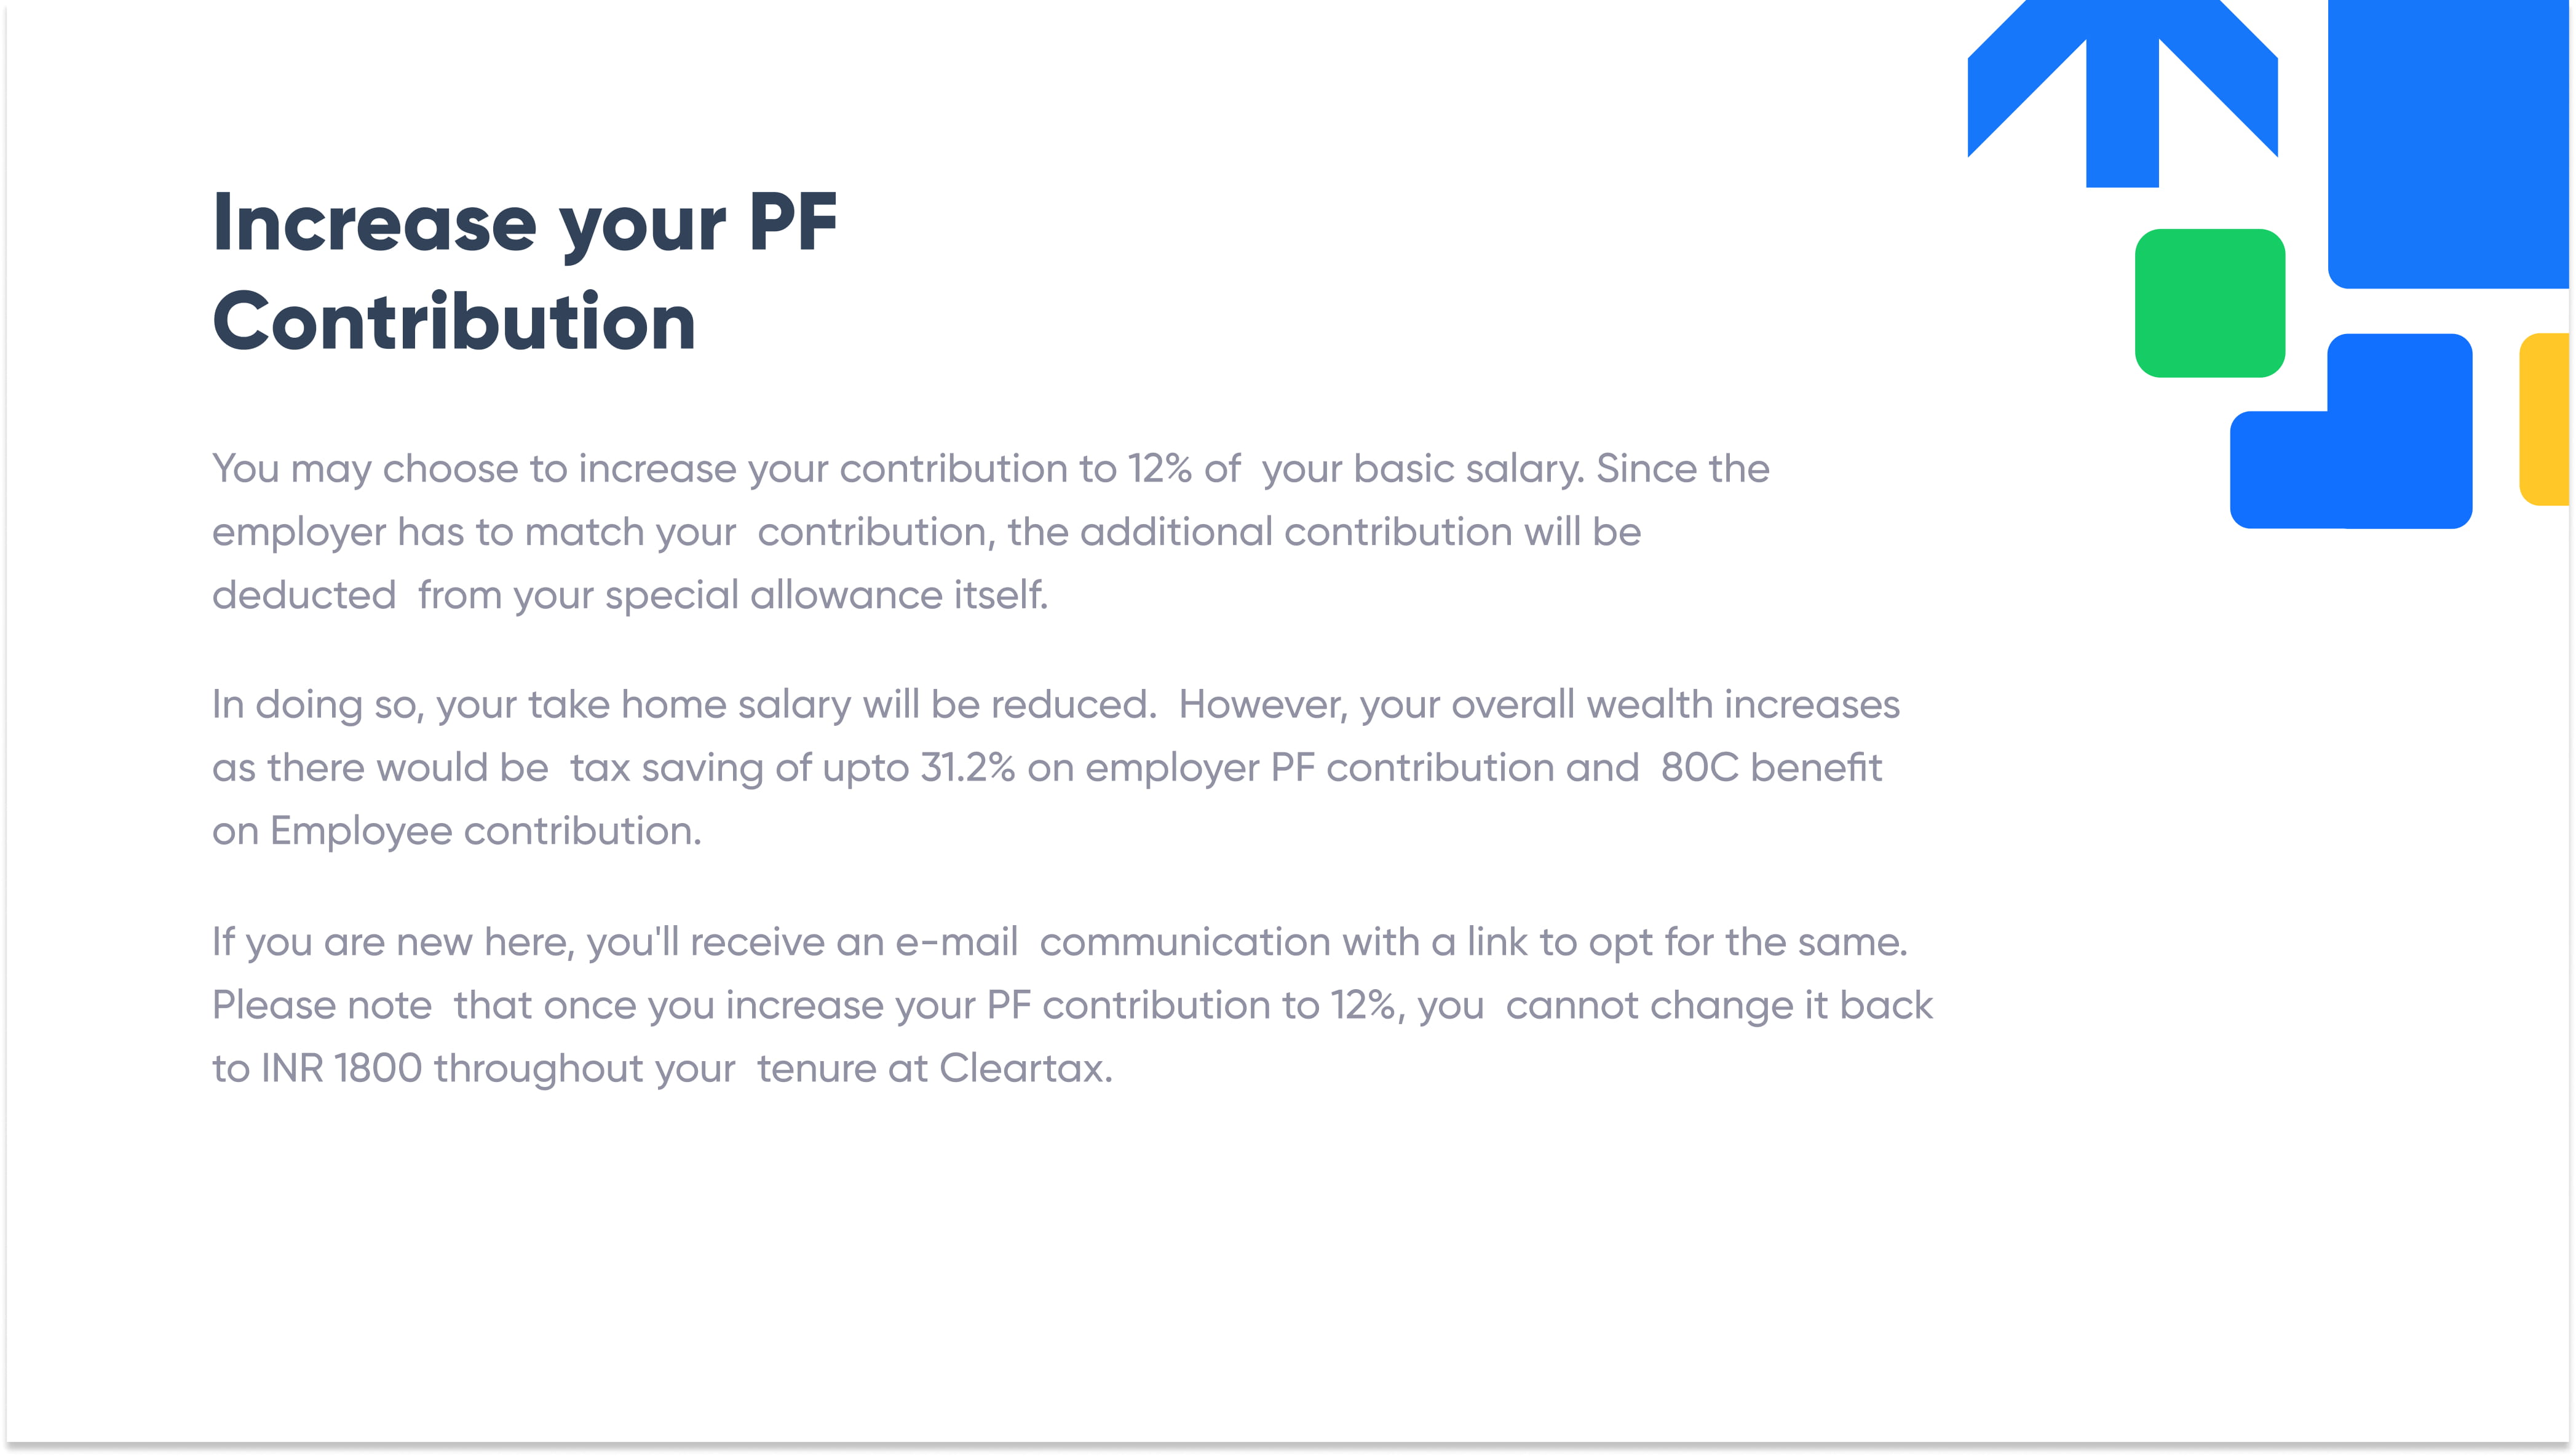 Increase your PF
Contribution
You may choose to increase your contribution to 12% of  your basic salary. Since the
employer has to match your  contribution, the additional contribution will be
deducted  from your special allowance itself.
In doing so, your take home salary will be reduced.  However, your overall wealth increases
as there would be  tax saving of upto 31.2% on employer PF contribution and  80C benefit
on Employee contribution.
If you are new here, you'll receive an e-mail  communication with a link to opt for the same.
Please note  that once you increase your PF contribution to 12%, you  cannot change it back
to INR 1800 throughout your  tenure at Cleartax.